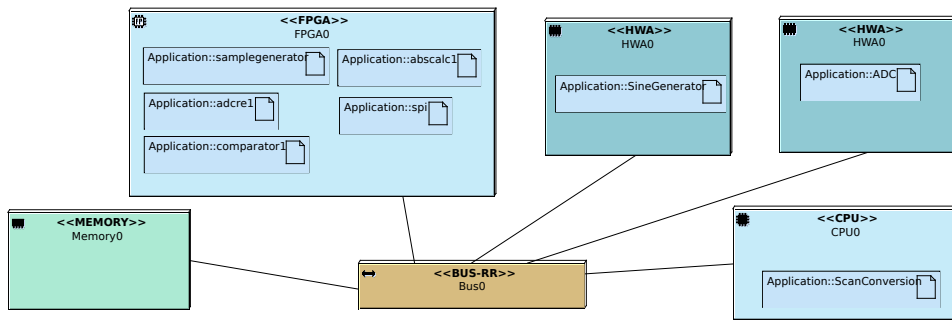 <<FPGA>>
FPGA0
Application::samplegenerator
Application::abscalc1
Application::adcre1
Application::spi
Application::comparator1
<<HWA>>
HWA0
Application::SineGenerator
<<HWA>>
HWA0
Application::ADC
<<MEMORY>>
Memory0
<<BUS-RR>>
Bus0
<<CPU>>
CPU0
Application::ScanConversion